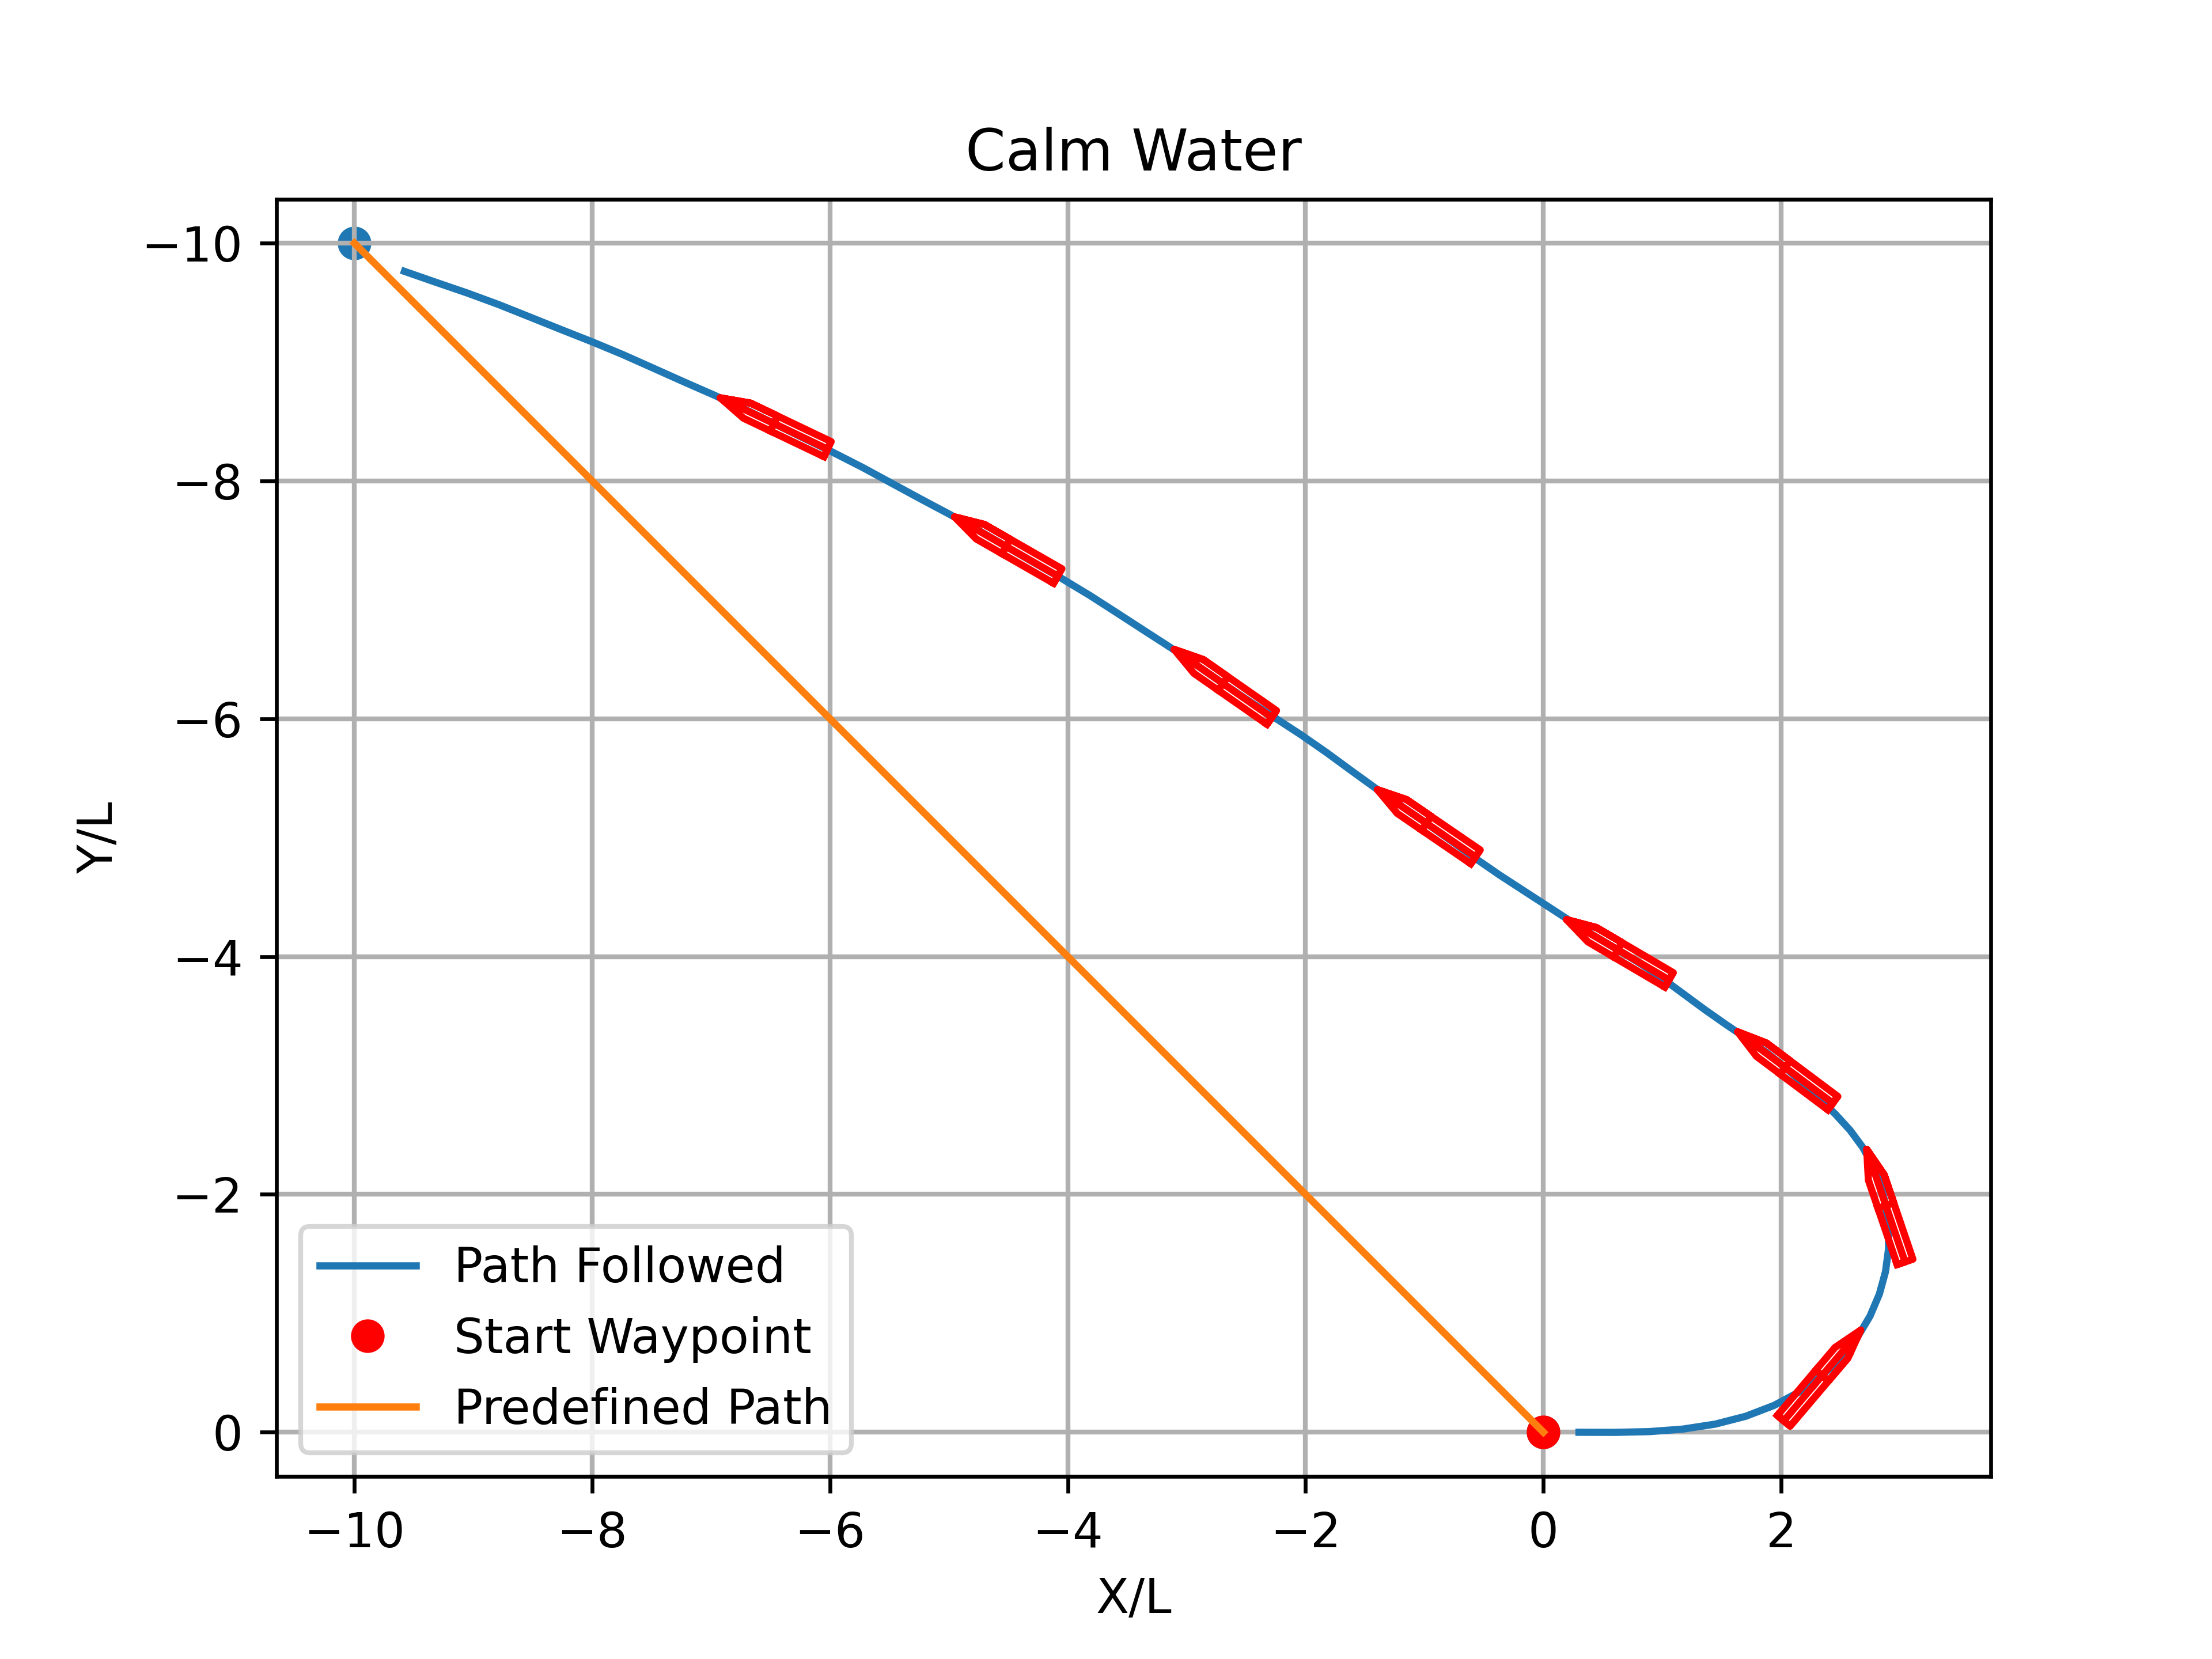 Calm Water
−10
−8
−6
−4
−2
0
Y/L
Path Followed
Start Waypoint
Predefined Path
−10 −8 −6 −4 −2 0 2
X/L